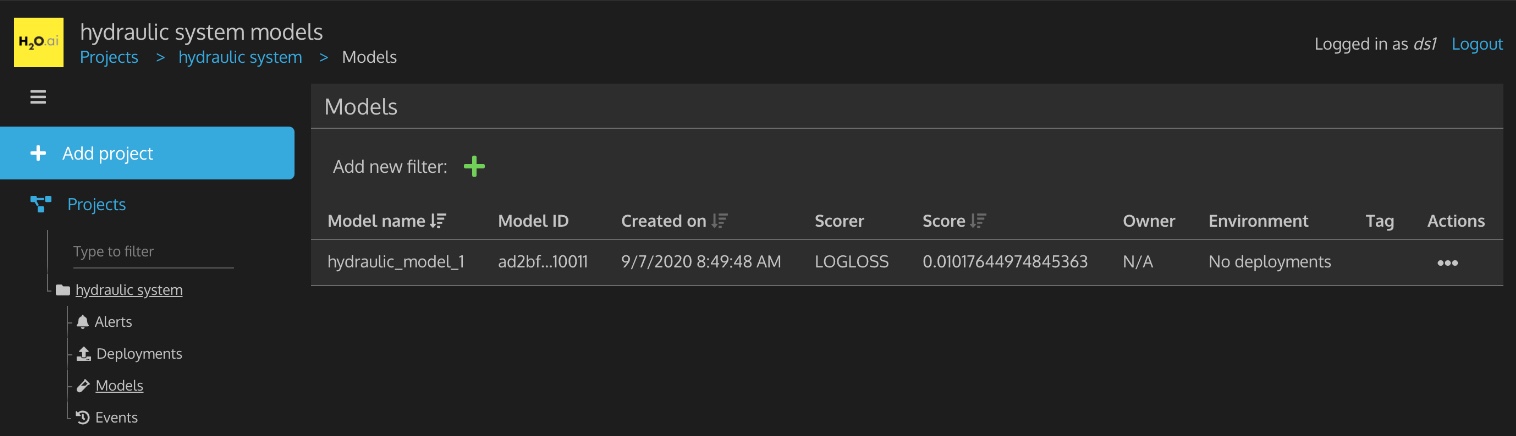 H2O.ai
hydraulic system models
Projects > hydraulic system > Models
Logged in as ds1 Logout
Add project
Projects
Type to filter
hydraulic system
Alerts
Deployments
Models
Events
Models
Add new filter:
Model name Model ID Created on Scorer Score Owner Environment Tag Actions
hydraulic_model_1 ad2bf...10011 9/7/2020 8:49:48 AM LOGLOSS 0.01017644974845363 N/A No deployments